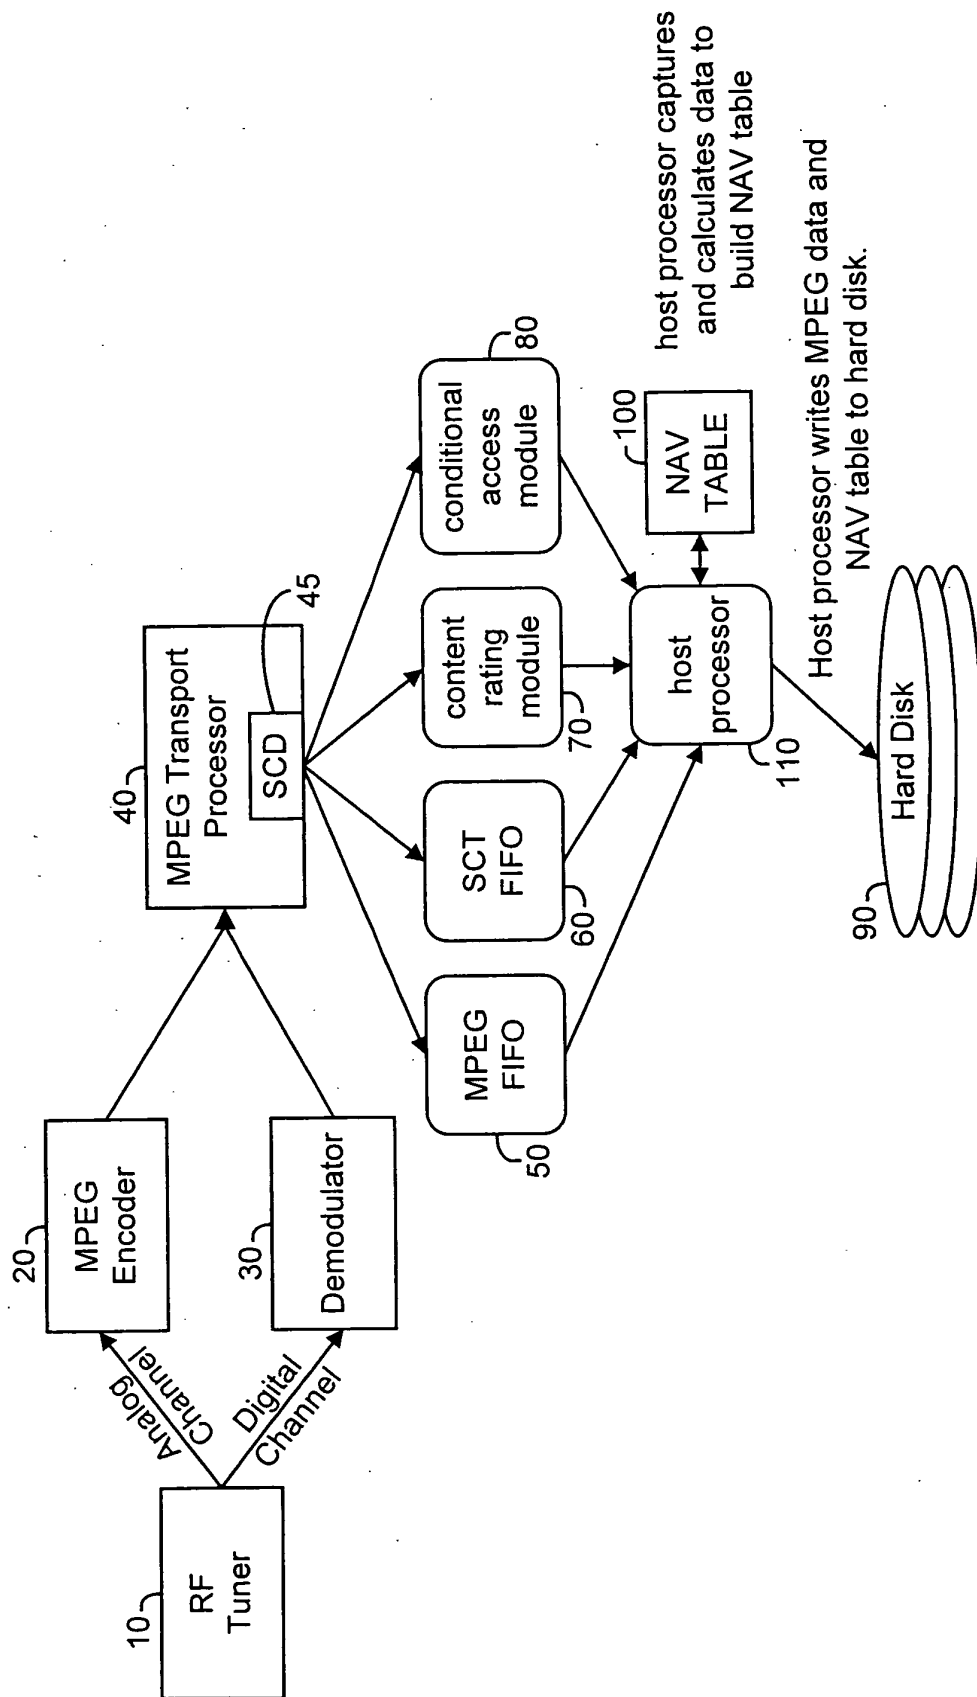 10
RF
Tuner
Analog
Channel
Digital
Channel
20
MPEG
Encoder
30
Demodulator
40
MPEG Transport
Processor
SCD
45
MPEG
FIFO
50
SCT
FIFO
60
content
rating
module
70
conditional
access
module
80
host
processor
110
NAV
TABLE
100
host processor captures
and calculates data to
build NAV table
Host processor writes MPEG data and
NAV table to hard disk.
Hard Disk
90